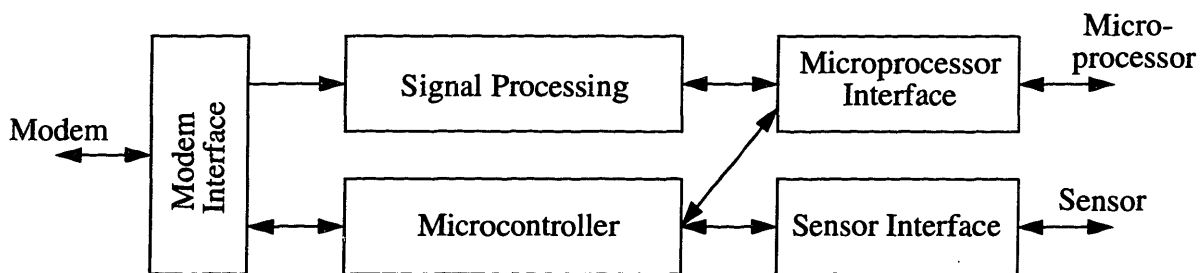 Modem
Modem
Interface
Signal Processing
Microcontroller
Microprocessor
Interface
Sensor Interface
Micro-
processor
Sensor